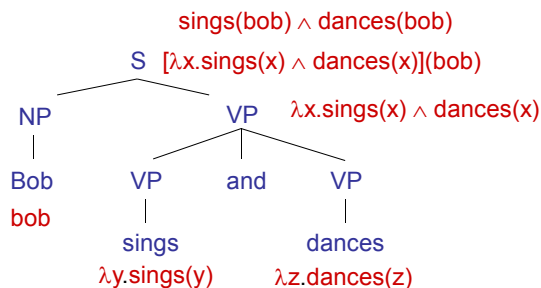 sings(bob) ∧ dances(bob)
S [λx.sings(x) ∧ dances(x)](bob)
NP VP λx.sings(x) ∧ dances(x)
Bob VP and VP
bob
sings dances
λy.sings(y) λz.dances(z)